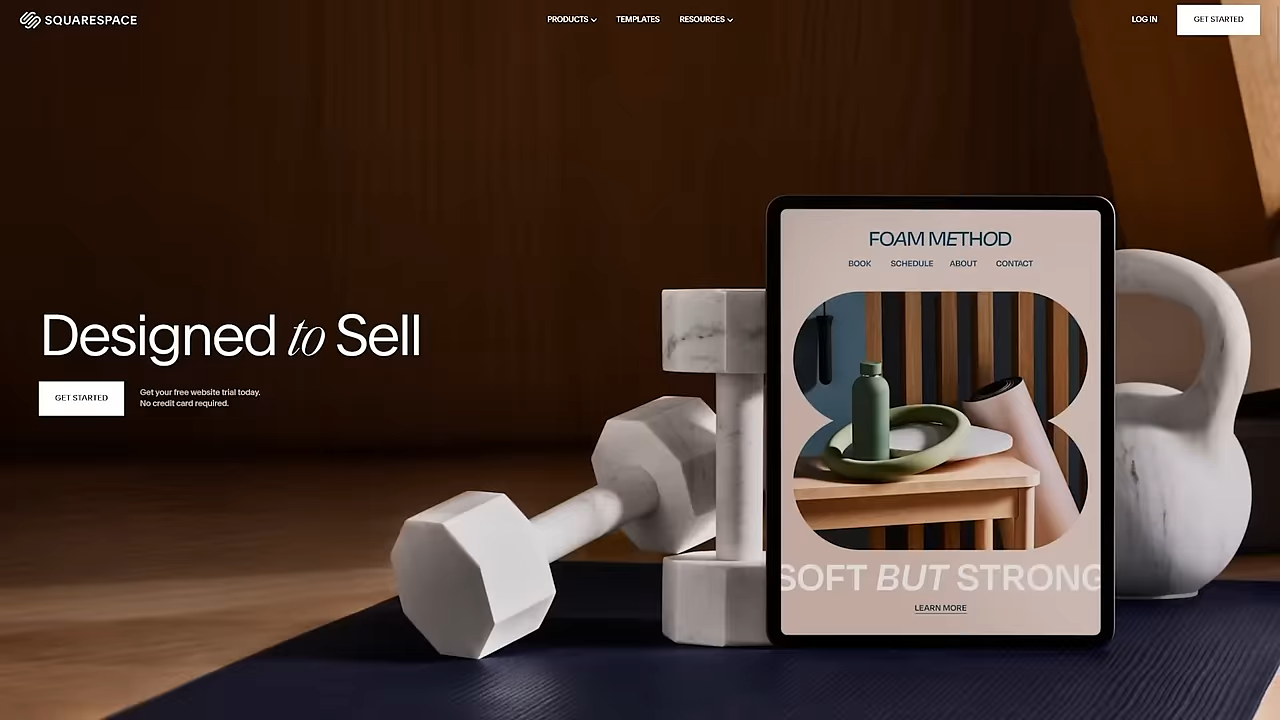 SQUARESPACE
PRODUCTS
TEMPLATES
RESOURCES
LOG IN
GET STARTED
Designed to Sell
GET STARTED
Get your free website trial today.
No credit card required.
FOAM METHOD
BOOK SCHEDULE ABOUT CONTACT
SOFT BUT STRONG
LEARN MORE